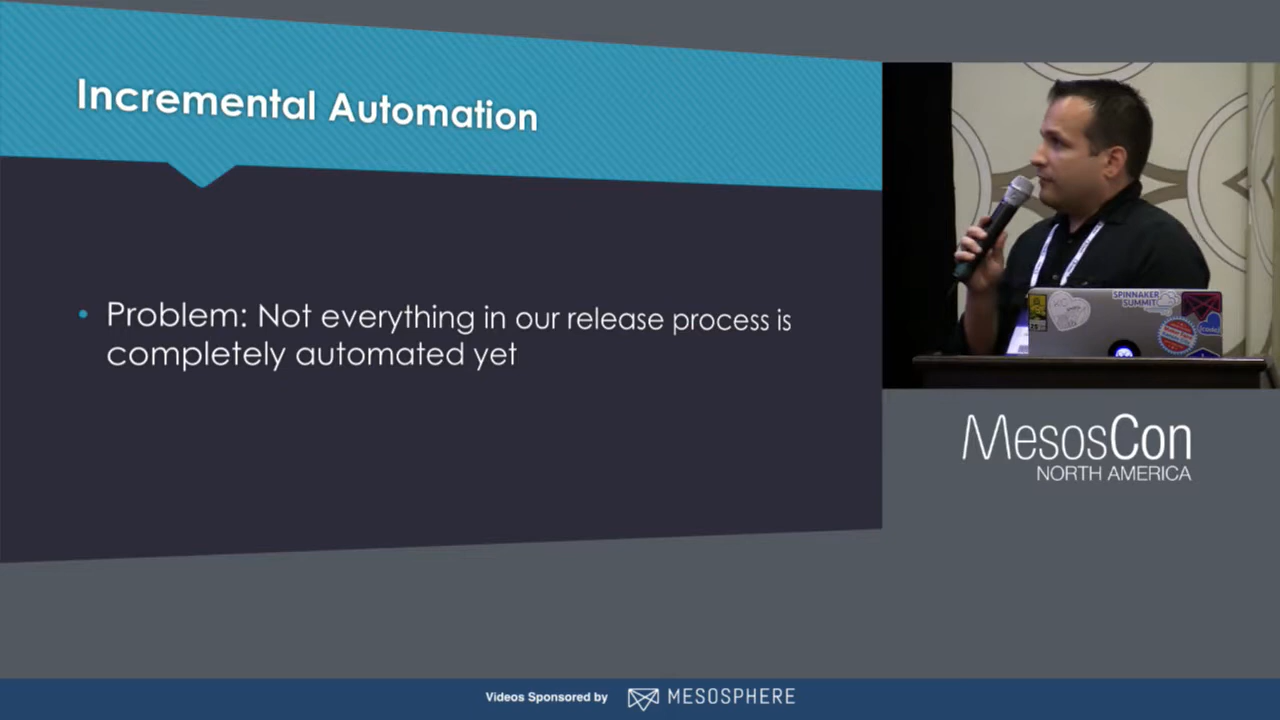 Incremental Automation
• Problem: Not everything in our release process is
completely automated yet
SPINNAKER
SUMMIT
MesosCon
NORTH AMERICA
Videos Sponsored by MESOSPHERE